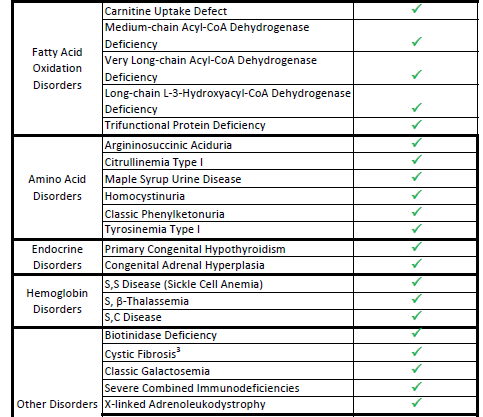 Fatty Acid
Oxidation
Disorders
Carnitine Uptake Defect ✓
Medium-chain Acyl-CoA Dehydrogenase
Deficiency ✓
Very Long-chain Acyl-CoA Dehydrogenase
Deficiency ✓
Long-chain L-3-Hydroxyacyl-CoA Dehydrogenase
Deficiency ✓
Trifunctional Protein Deficiency ✓
Amino Acid
Disorders
Argininosuccinic Aciduria ✓
Citrullinemia Type I ✓
Maple Syrup Urine Disease ✓
Homocystinuria ✓
Classic Phenylketonuria ✓
Tyrosinemia Type I ✓
Endocrine
Disorders
Primary Congenital Hypothyroidism ✓
Congenital Adrenal Hyperplasia ✓
Hemoglobin
Disorders
S,S Disease (Sickle Cell Anemia) ✓
S, β-Thalassemia ✓
S,C Disease ✓
Other Disorders
Biotinidase Deficiency ✓
Cystic Fibrosis³ ✓
Classic Galactosemia ✓
Severe Combined Immunodeficiencies ✓
X-linked Adrenoleukodystrophy ✓